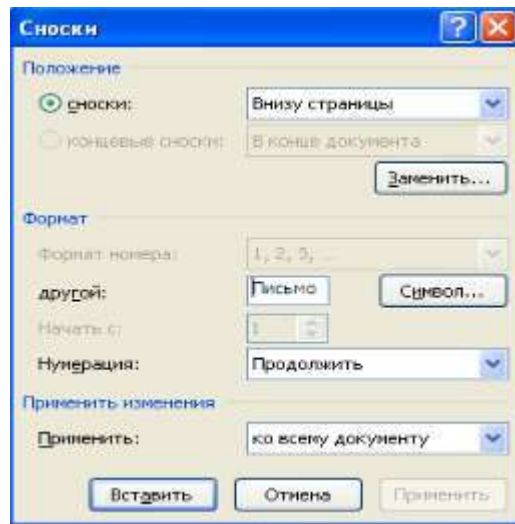 Сноски
Положение
сноски: Внизу страницы
концевые сноски: В конце документа
Заменить...
Формат
Формат номера: 1, 2, 3, ...
другой: Письмо Символ...
Начать с: 1
Нумерация: Продолжить
Применить изменения
Применить: ко всему документу
Вставить Отмена Применить